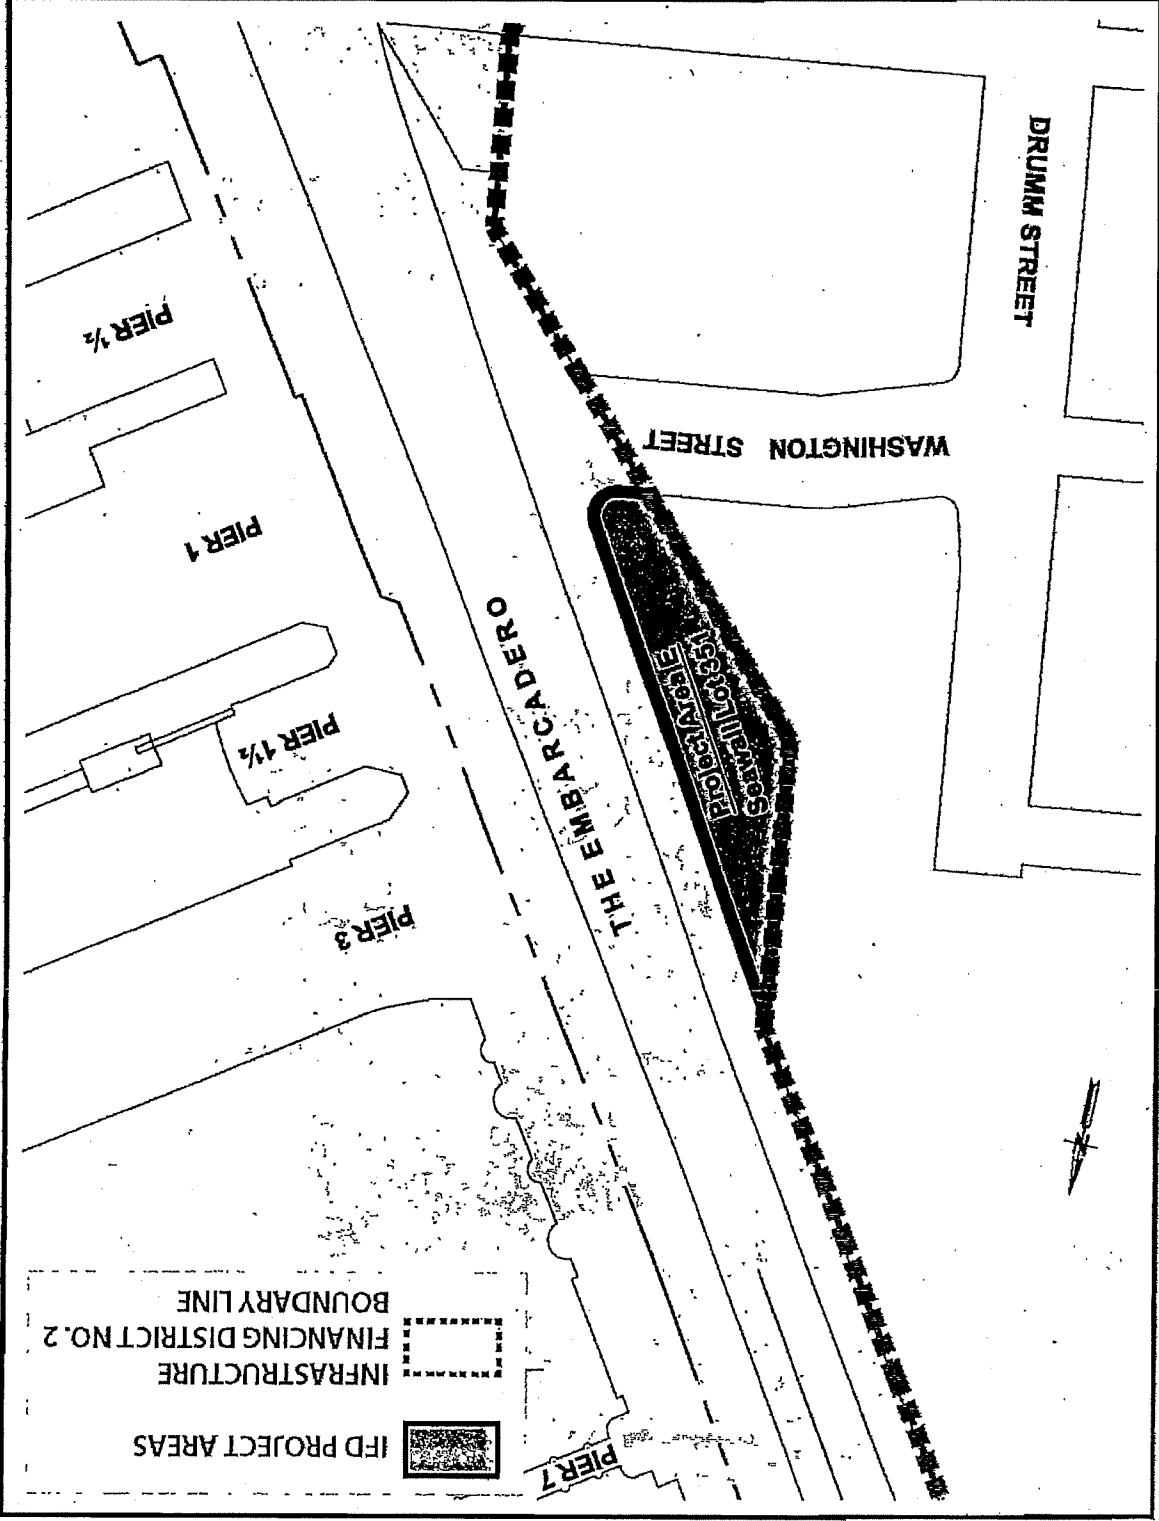 PIER 7
IFD PROJECT AREAS
INFRASTRUCTURE
FINANCING DISTRICT NO. 2
BOUNDARY LINE
PIER 3
PIER 1½
PIER 1
PIER ½
THE EMBARCADERO
Project Area E
Seawall Lot 351
WASHINGTON STREET
DRUMM STREET